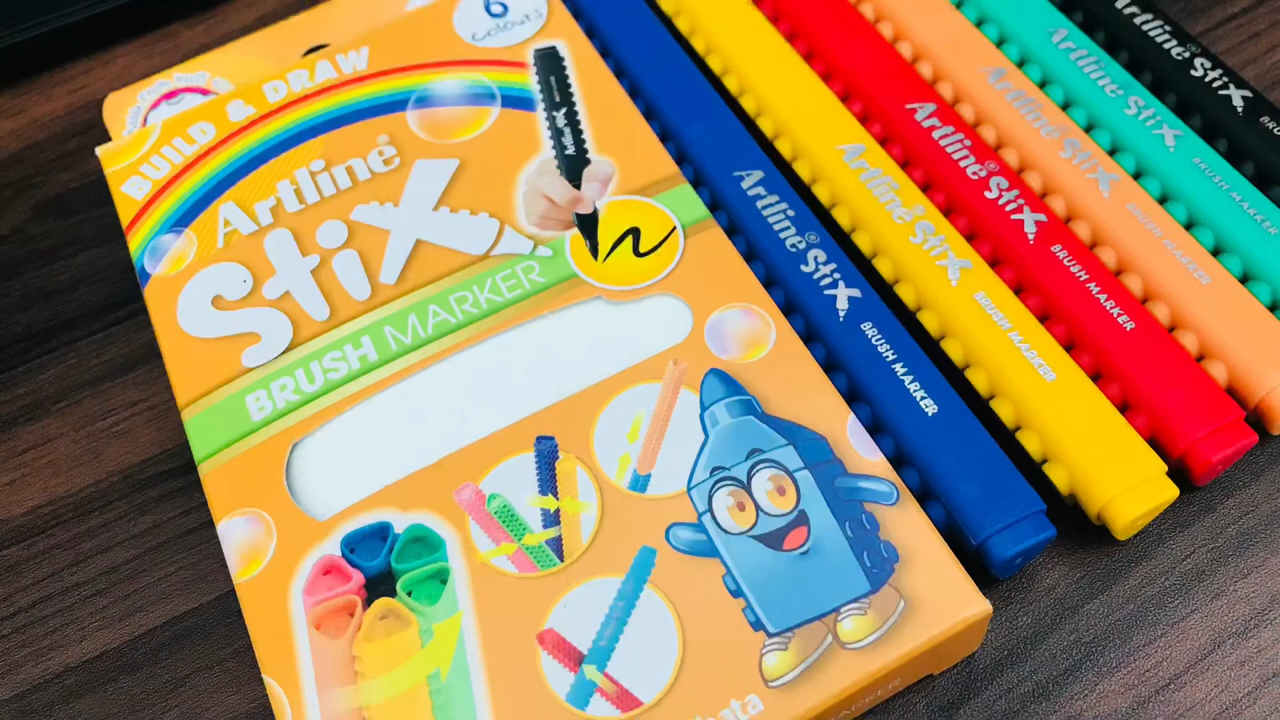 6
colours
BUILD & DRAW
Artline®
StiX
BRUSH MARKER
Artline® StiX. BRUSH MARKER
Artline® StiX. BRUSH MARKER
Artline® StiX. BRUSH MARKER
Artline® StiX. BRUSH MARKER
Artline® StiX. BRUSH MARKER
Artline® StiX.
MARKER